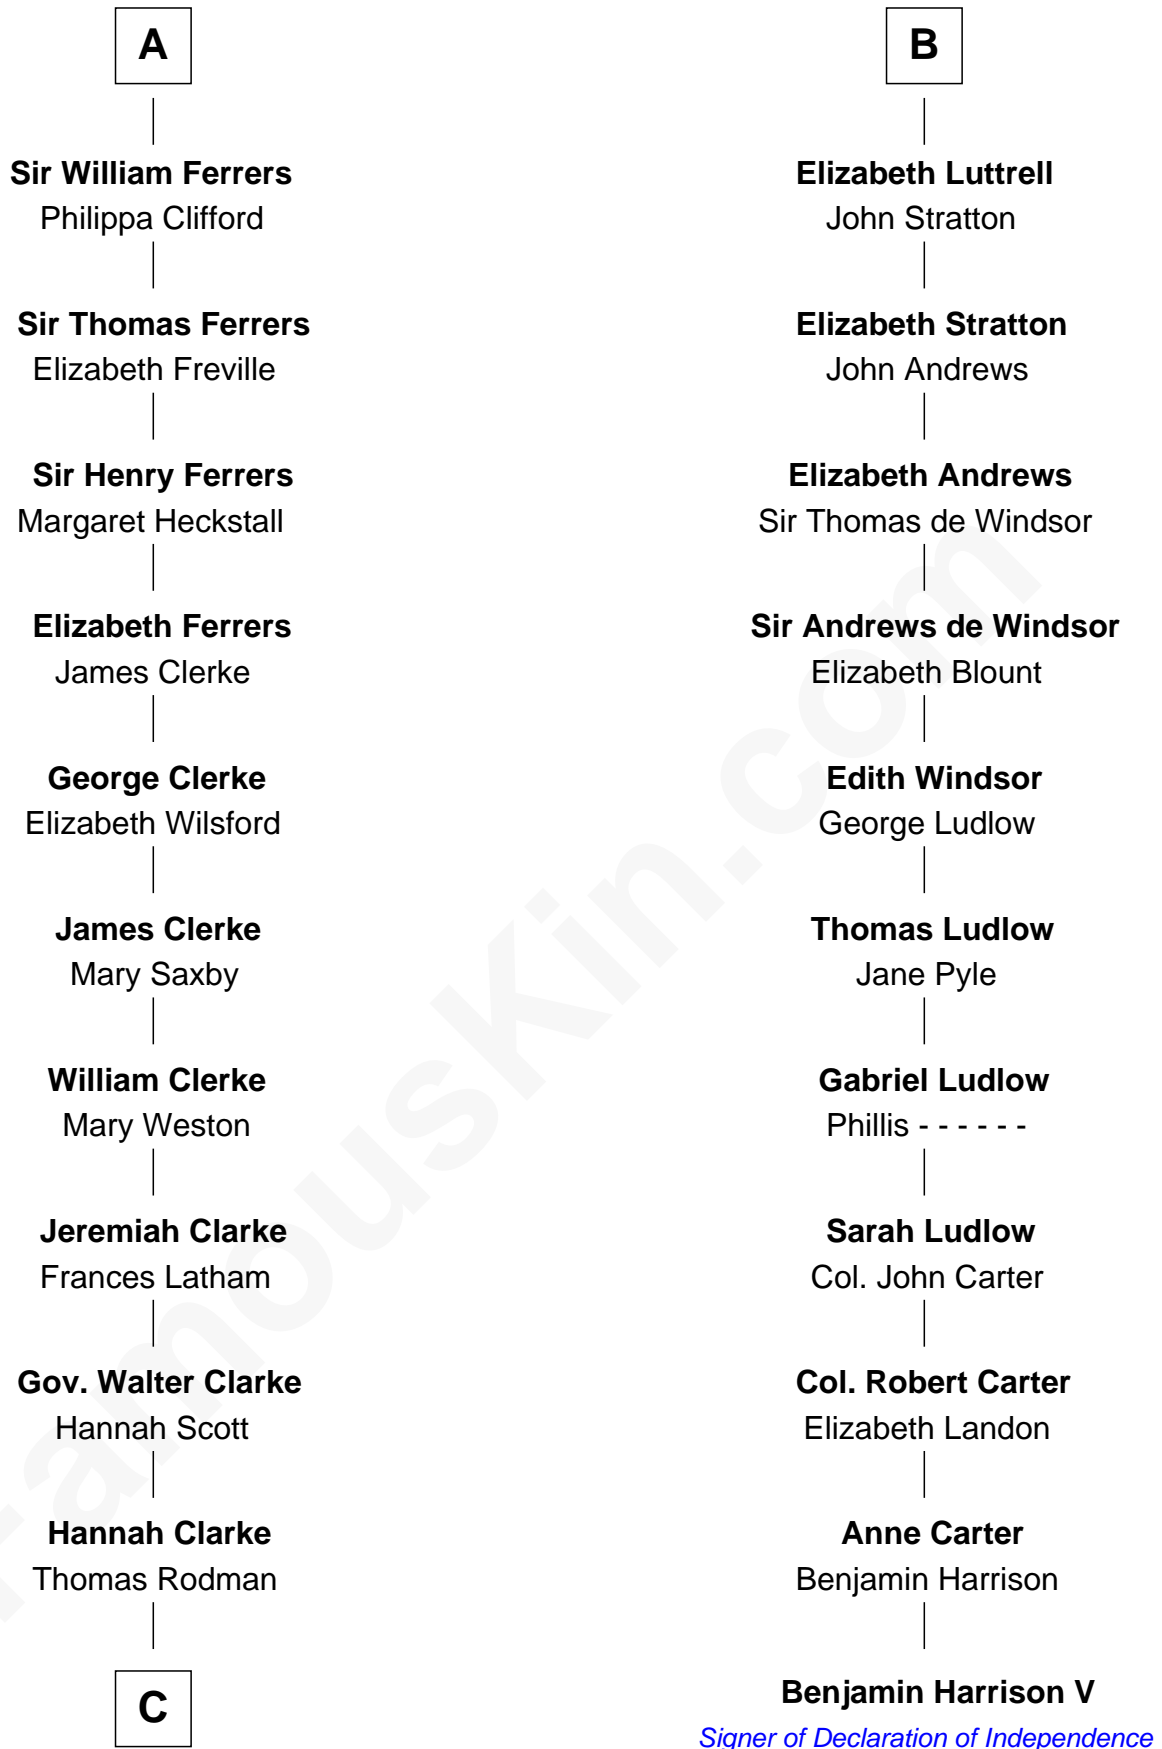 A
Sir William Ferrers
Philippa Clifford
Sir Thomas Ferrers
Elizabeth Freville
Sir Henry Ferrers
Margaret Heckstall
Elizabeth Ferrers
James Clerke
George Clerke
Elizabeth Wilsford
James Clerke
Mary Saxby
William Clerke
Mary Weston
Jeremiah Clarke
Frances Latham
Gov. Walter Clarke
Hannah Scott
Hannah Clarke
Thomas Rodman
C
B
Elizabeth Luttrell
John Stratton
Elizabeth Stratton
John Andrews
Elizabeth Andrews
Sir Thomas de Windsor
Sir Andrews de Windsor
Elizabeth Blount
Edith Windsor
George Ludlow
Thomas Ludlow
Jane Pyle
Gabriel Ludlow
Phillis - - - - - -
Sarah Ludlow
Col. John Carter
Col. Robert Carter
Elizabeth Landon
Anne Carter
Benjamin Harrison
Benjamin Harrison V
Signer of Declaration of Independence
FamousKin.com